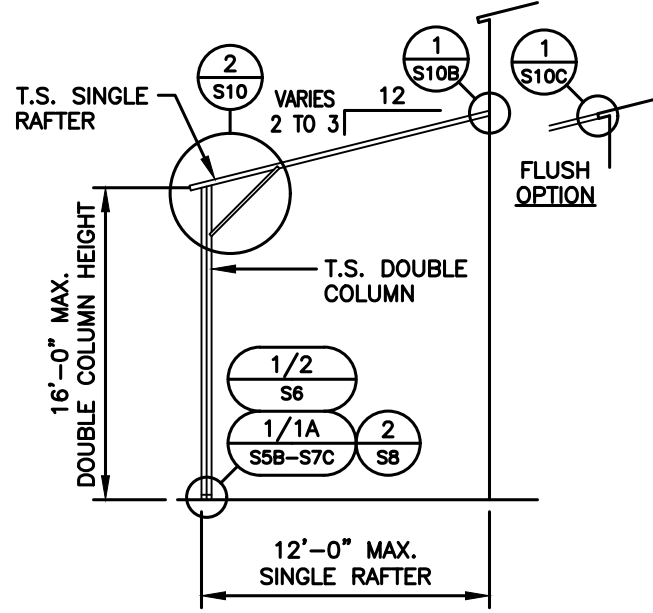 2
S10
1
S10B
1
S10C
T.S. SINGLE
RAFTER
VARIES
2 TO 3
12
FLUSH
OPTION
16'-0" MAX.
DOUBLE COLUMN HEIGHT
T.S. DOUBLE
COLUMN
1/2
S6
1/1A
S5B-S7C
2
S8
12'-0" MAX.
SINGLE RAFTER